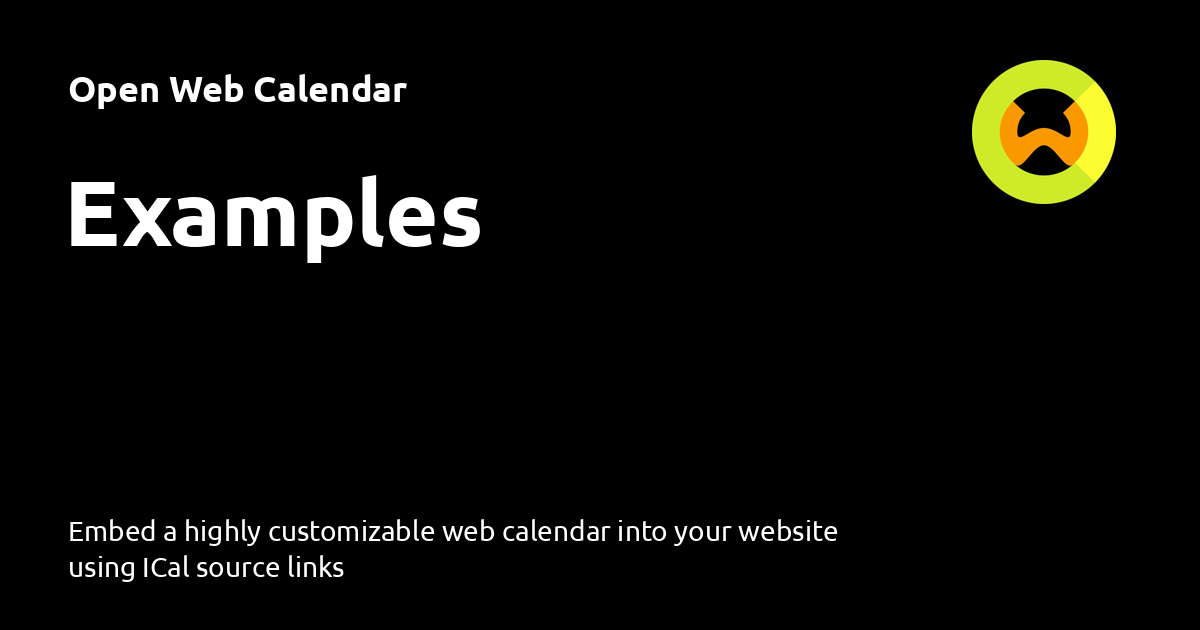 Open Web Calendar
Examples
Embed a highly customizable web calendar into your website
using ICal source links